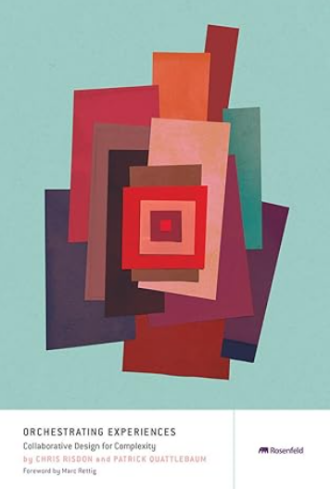 ORCHESTRATING EXPERIENCES
Collaborative Design for Complexity
by CHRIS RISDON and PATRICK QUATTLEBAUM
Foreword by Marc Rettig
Rosenfeld